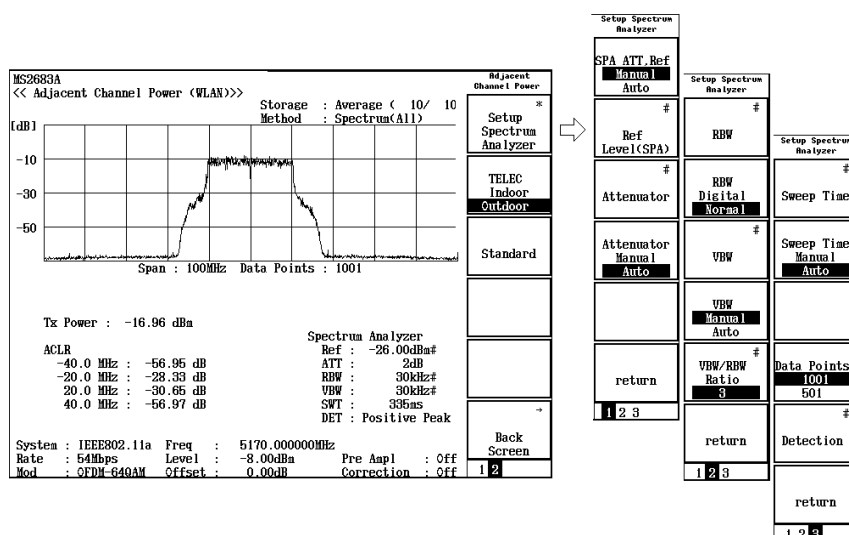 MS2683A
<< Adjacent Channel Power (WLAN)>>
Storage : Average ( 10/ 10
Method : Spectrum(All)
[dB]
-10
-30
-50
Span : 100MHz Data Points : 1001
Tx Power : -16.96 dBm
ACLR
-40.0 MHz : -56.95 dB
-20.0 MHz : -28.33 dB
20.0 MHz : -30.65 dB
40.0 MHz : -56.97 dB
Spectrum Analyzer
Ref : -26.00dBm#
ATT : 2dB
RBW : 30kHz#
VBW : 30kHz#
SWT : 335ms
DET : Positive Peak
System : IEEE802.11a Freq : 5170.000000MHz
Rate : 54Mbps Level : -8.00dBm Pre Ampl : Off
Mod : OFDM-64QAM Offset : 0.00dB Correction : Off
Adjacent
Channel Power
*
Setup
Spectrum
Analyzer
TELEC
Indoor
Outdoor
Standard
→
Back
Screen
1 2
Setup Spectrum
Analyzer
SPA ATT,Ref
Manual
Auto
#
Ref
Level(SPA)
#
Attenuator
Attenuator
Manual
Auto
return
1 2 3
Setup Spectrum
Analyzer
#
RBW
RBW
Digital
Normal
#
VBW
VBW
Manual
Auto
#
VBW/RBW
Ratio
3
return
1 2 3
Setup Spectrum
Analyzer
#
Sweep Time
Sweep Time
Manual
Auto
Data Points
1001
501
#
Detection
return
1 2 3